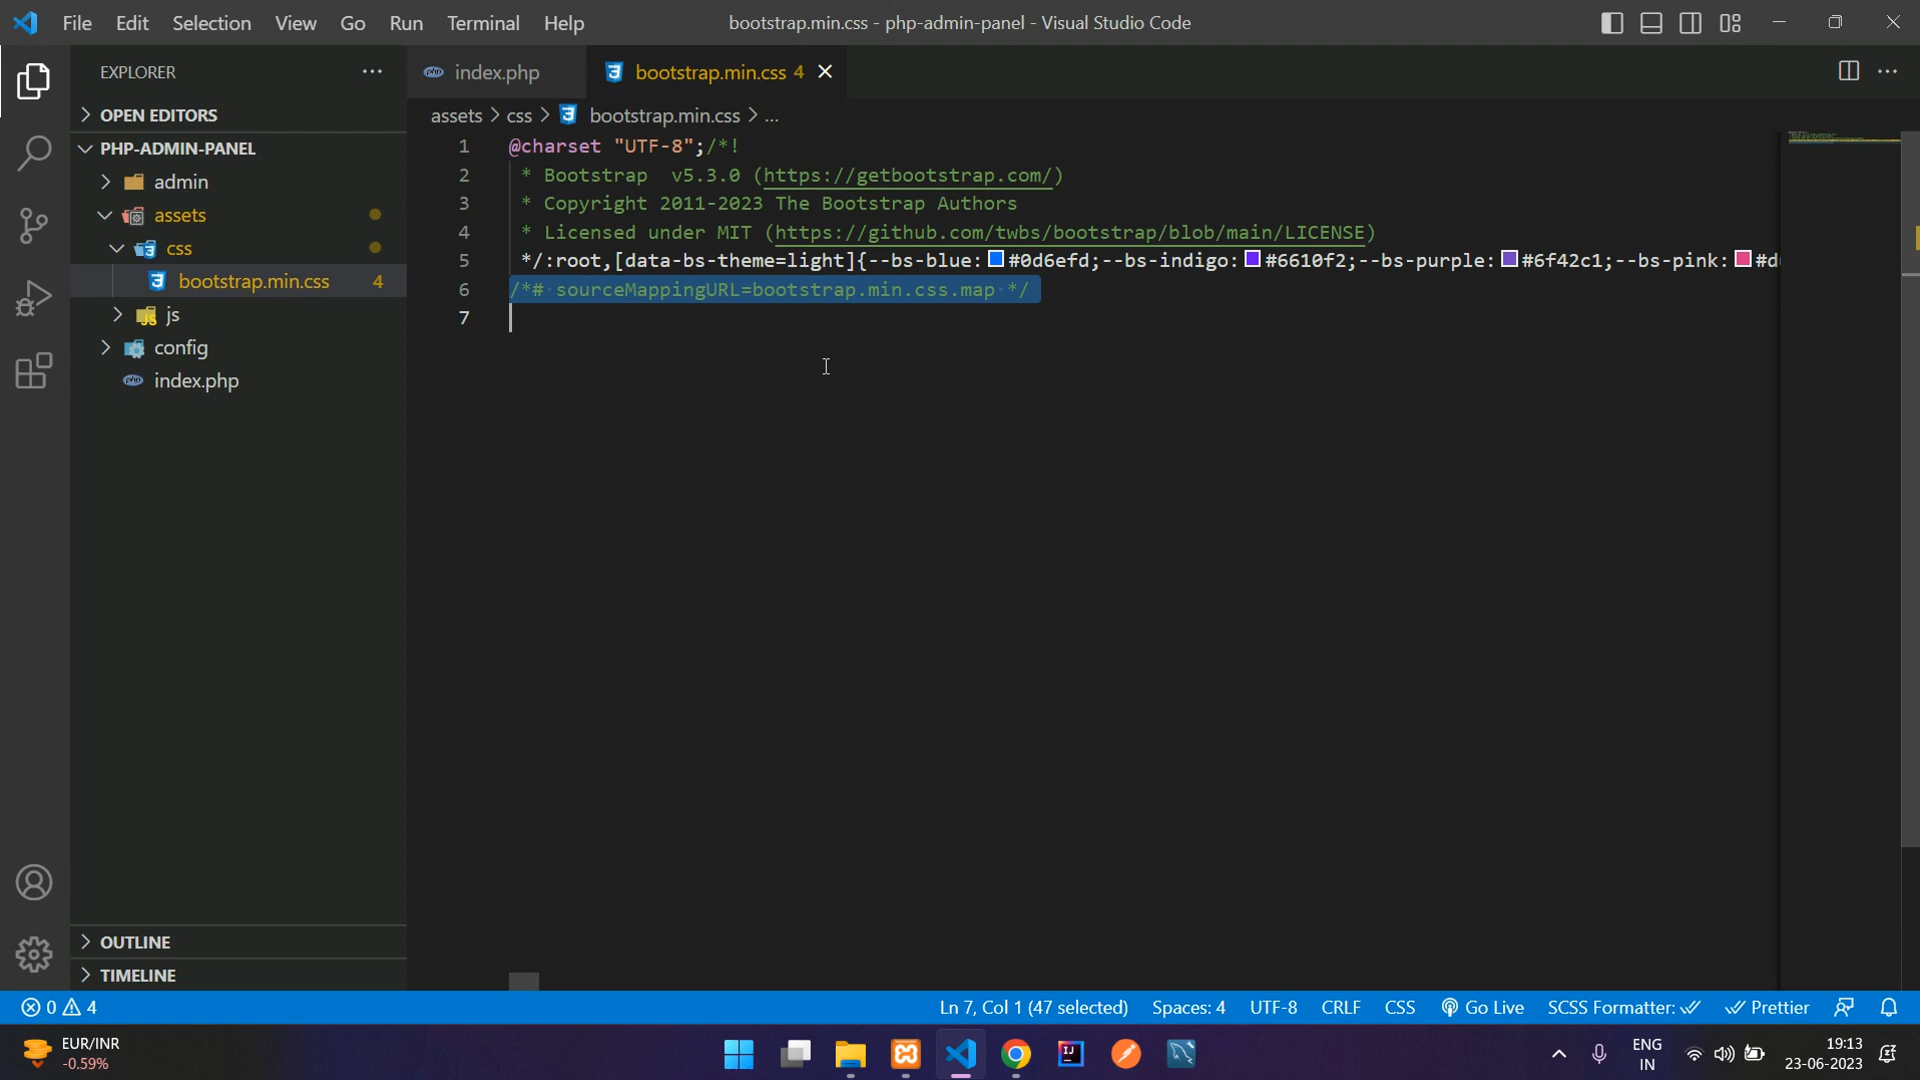 File Edit Selection View Go Run Terminal Help
bootstrap.min.css - php-admin-panel - Visual Studio Code
EXPLORER
OPEN EDITORS
PHP-ADMIN-PANEL
admin
assets
css
bootstrap.min.css 4
js
config
index.php
OUTLINE
TIMELINE
index.php
bootstrap.min.css 4
assets > css > bootstrap.min.css > ...
1 @charset "UTF-8";/*!
2 * Bootstrap  v5.3.0 (https://getbootstrap.com/)
3 * Copyright 2011-2023 The Bootstrap Authors
4 * Licensed under MIT (https://github.com/twbs/bootstrap/blob/main/LICENSE)
5 */:root,[data-bs-theme=light]{--bs-blue:#0d6efd;--bs-indigo:#6610f2;--bs-purple:#6f42c1;--bs-pink:#d
6 /*# sourceMappingURL=bootstrap.min.css.map */
7
0 4
Ln 7, Col 1 (47 selected) Spaces: 4 UTF-8 CRLF CSS Go Live SCSS Formatter: Prettier
EUR/INR
-0.59%
ENG
IN
19:13
23-06-2023